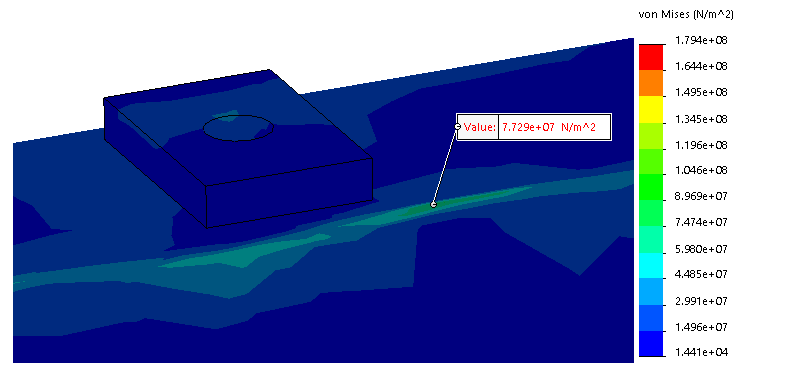 von Mises (N/m^2)
1.794e+08
1.644e+08
1.495e+08
1.345e+08
1.196e+08
1.046e+08
8.969e+07
7.474e+07
5.980e+07
4.485e+07
2.991e+07
1.496e+07
1.441e+04
Value: 7.729e+07 N/m^2